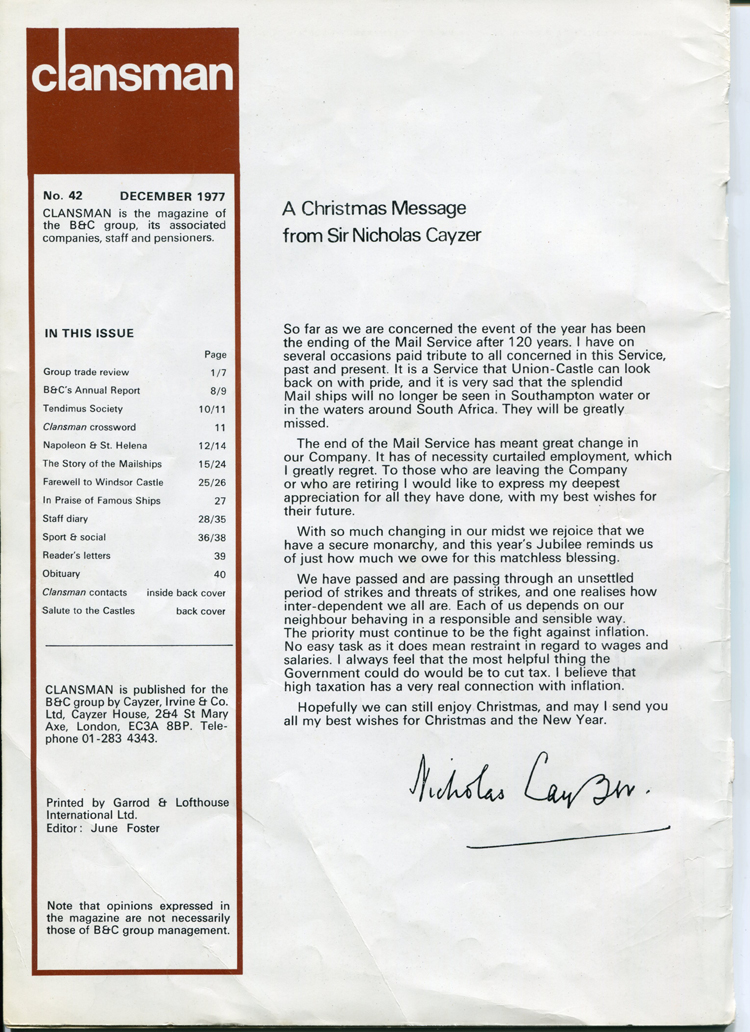 clansman
No. 42 DECEMBER 1977
CLANSMAN is the magazine of
the B&C group, its associated
companies, staff and pensioners.
IN THIS ISSUE
Page
Group trade review 1/7
B&C's Annual Report 8/9
Tendimus Society 10/11
Clansman crossword 11
Napoleon & St. Helena 12/14
The Story of the Mailships 15/24
Farewell to Windsor Castle 25/26
In Praise of Famous Ships 27
Staff diary 28/35
Sport & social 36/38
Reader's letters 39
Obituary 40
Clansman contacts inside back cover
Salute to the Castles back cover
CLANSMAN is published for the
B&C group by Cayzer, Irvine & Co.
Ltd, Cayzer House, 2&4 St Mary
Axe, London, EC3A 8BP. Tele-
phone 01-283 4343.
Printed by Garrod & Lofthouse
International Ltd.
Editor: June Foster
Note that opinions expressed in
the magazine are not necessarily
those of B&C group management.
A Christmas Message
from Sir Nicholas Cayzer
So far as we are concerned the event of the year has been
the ending of the Mail Service after 120 years. I have on
several occasions paid tribute to all concerned in this Service,
past and present. It is a Service that Union-Castle can look
back on with pride, and it is very sad that the splendid
Mail ships will no longer be seen in Southampton water or
in the waters around South Africa. They will be greatly
missed.
The end of the Mail Service has meant great change in
our Company. It has of necessity curtailed employment, which
I greatly regret. To those who are leaving the Company
or who are retiring I would like to express my deepest
appreciation for all they have done, with my best wishes for
their future.
With so much changing in our midst we rejoice that we
have a secure monarchy, and this year's Jubilee reminds us
of just how much we owe for this matchless blessing.
We have passed and are passing through an unsettled
period of strikes and threats of strikes, and one realises how
inter-dependent we all are. Each of us depends on our
neighbour behaving in a responsible and sensible way.
The priority must continue to be the fight against inflation.
No easy task as it does mean restraint in regard to wages and
salaries. I always feel that the most helpful thing the
Government could do would be to cut tax. I believe that
high taxation has a very real connection with inflation.
Hopefully we can still enjoy Christmas, and may I send you
all my best wishes for Christmas and the New Year.
Nicholas Cayzer.